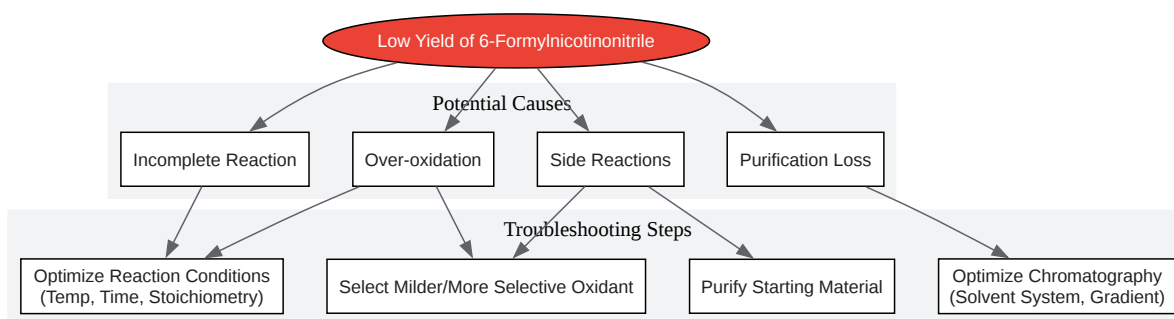 Low Yield of 6-Formylnicotinonitrile
Potential Causes
Incomplete Reaction
Over-oxidation
Side Reactions
Purification Loss
Troubleshooting Steps
Optimize Reaction Conditions
(Temp, Time, Stoichiometry)
Select Milder/More Selective Oxidant
Purify Starting Material
Optimize Chromatography
(Solvent System, Gradient)